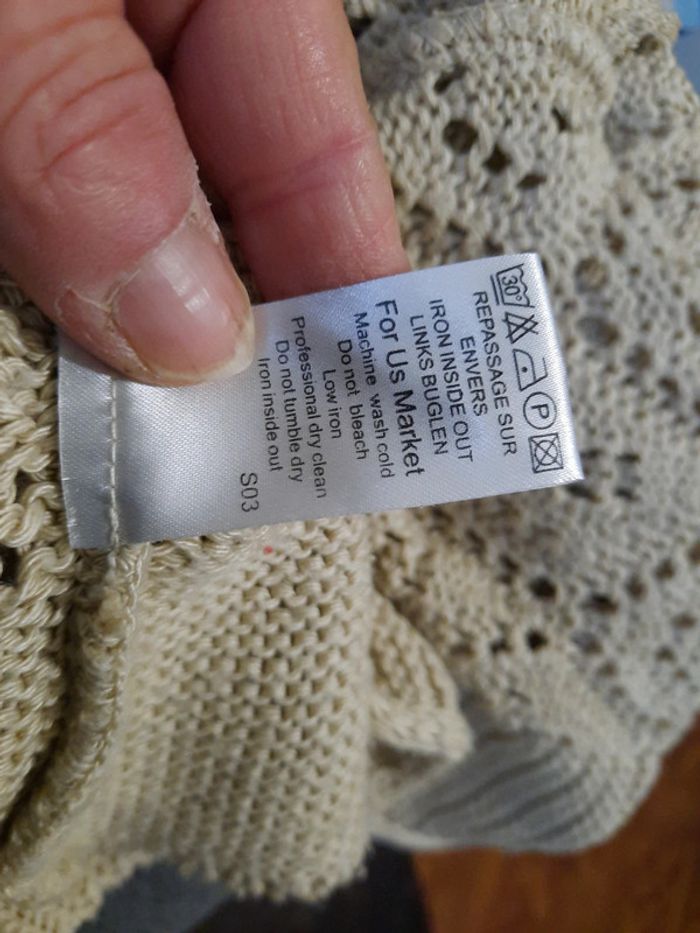 30°
P
REPASSAGE SUR
ENVERS
IRON INSIDE OUT
LINKS BUGLEN
For Us Market
Machine wash cold
Do not bleach
Low iron
Professional dry clean
Do not tumble dry
Iron inside out
S03